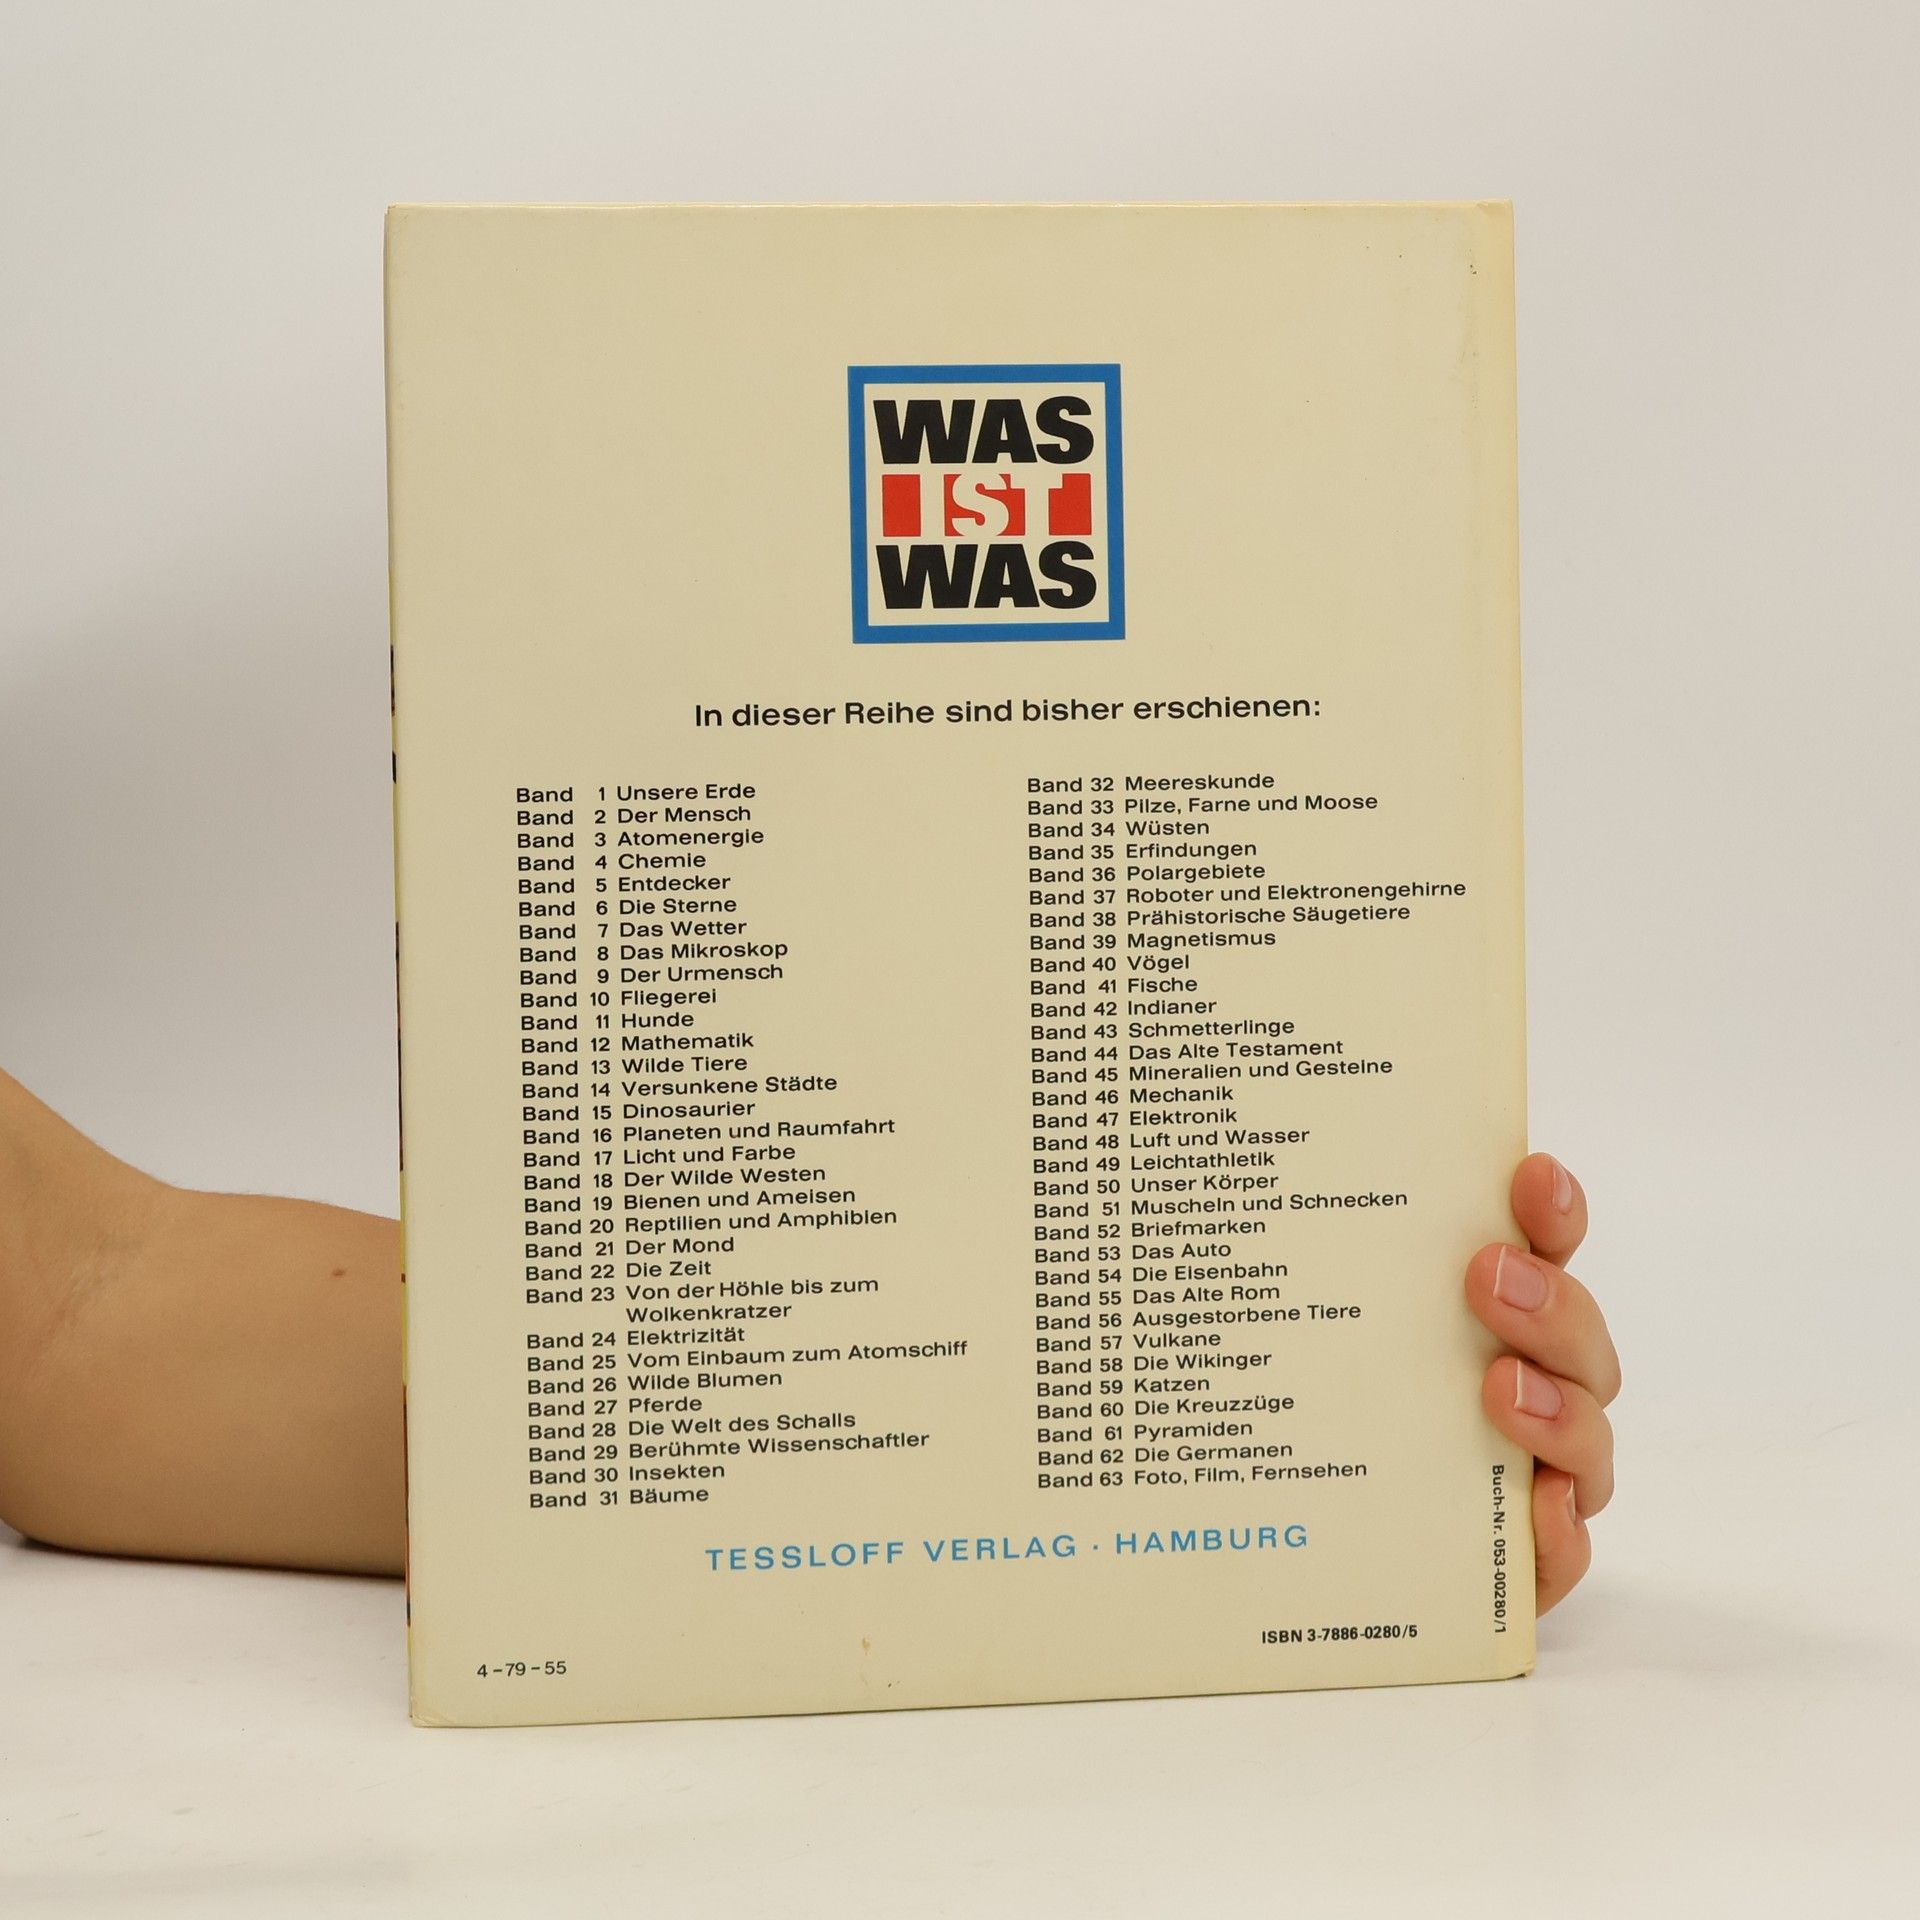 WAS
IST
WAS
In dieser Reihe sind bisher erschienen:
Band 1 Unsere Erde
Band 2 Der Mensch
Band 3 Atomenergie
Band 4 Chemie
Band 5 Entdecker
Band 6 Die Sterne
Band 7 Das Wetter
Band 8 Das Mikroskop
Band 9 Der Urmensch
Band 10 Fliegerei
Band 11 Hunde
Band 12 Mathematik
Band 13 Wilde Tiere
Band 14 Versunkene Städte
Band 15 Dinosaurier
Band 16 Planeten und Raumfahrt
Band 17 Licht und Farbe
Band 18 Der Wilde Westen
Band 19 Bienen und Ameisen
Band 20 Reptilien und Amphibien
Band 21 Der Mond
Band 22 Die Zeit
Band 23 Von der Höhle bis zum
Wolkenkratzer
Band 24 Elektrizität
Band 25 Vom Einbaum zum Atomschiff
Band 26 Wilde Blumen
Band 27 Pferde
Band 28 Die Welt des Schalls
Band 29 Berühmte Wissenschaftler
Band 30 Insekten
Band 31 Bäume
Band 32 Meereskunde
Band 33 Pilze, Farne und Moose
Band 34 Wüsten
Band 35 Erfindungen
Band 36 Polargebiete
Band 37 Roboter und Elektronengehirne
Band 38 Prähistorische Säugetiere
Band 39 Magnetismus
Band 40 Vögel
Band 41 Fische
Band 42 Indianer
Band 43 Schmetterlinge
Band 44 Das Alte Testament
Band 45 Mineralien und Gesteine
Band 46 Mechanik
Band 47 Elektronik
Band 48 Luft und Wasser
Band 49 Leichtathletik
Band 50 Unser Körper
Band 51 Muscheln und Schnecken
Band 52 Briefmarken
Band 53 Das Auto
Band 54 Die Eisenbahn
Band 55 Das Alte Rom
Band 56 Ausgestorbene Tiere
Band 57 Vulkane
Band 58 Die Wikinger
Band 59 Katzen
Band 60 Die Kreuzzüge
Band 61 Pyramiden
Band 62 Die Germanen
Band 63 Foto, Film, Fernsehen
TESSLOFF VERLAG · HAMBURG
Buch-Nr. 053-00280/1
ISBN 3-7886-0280/5
4-79-55